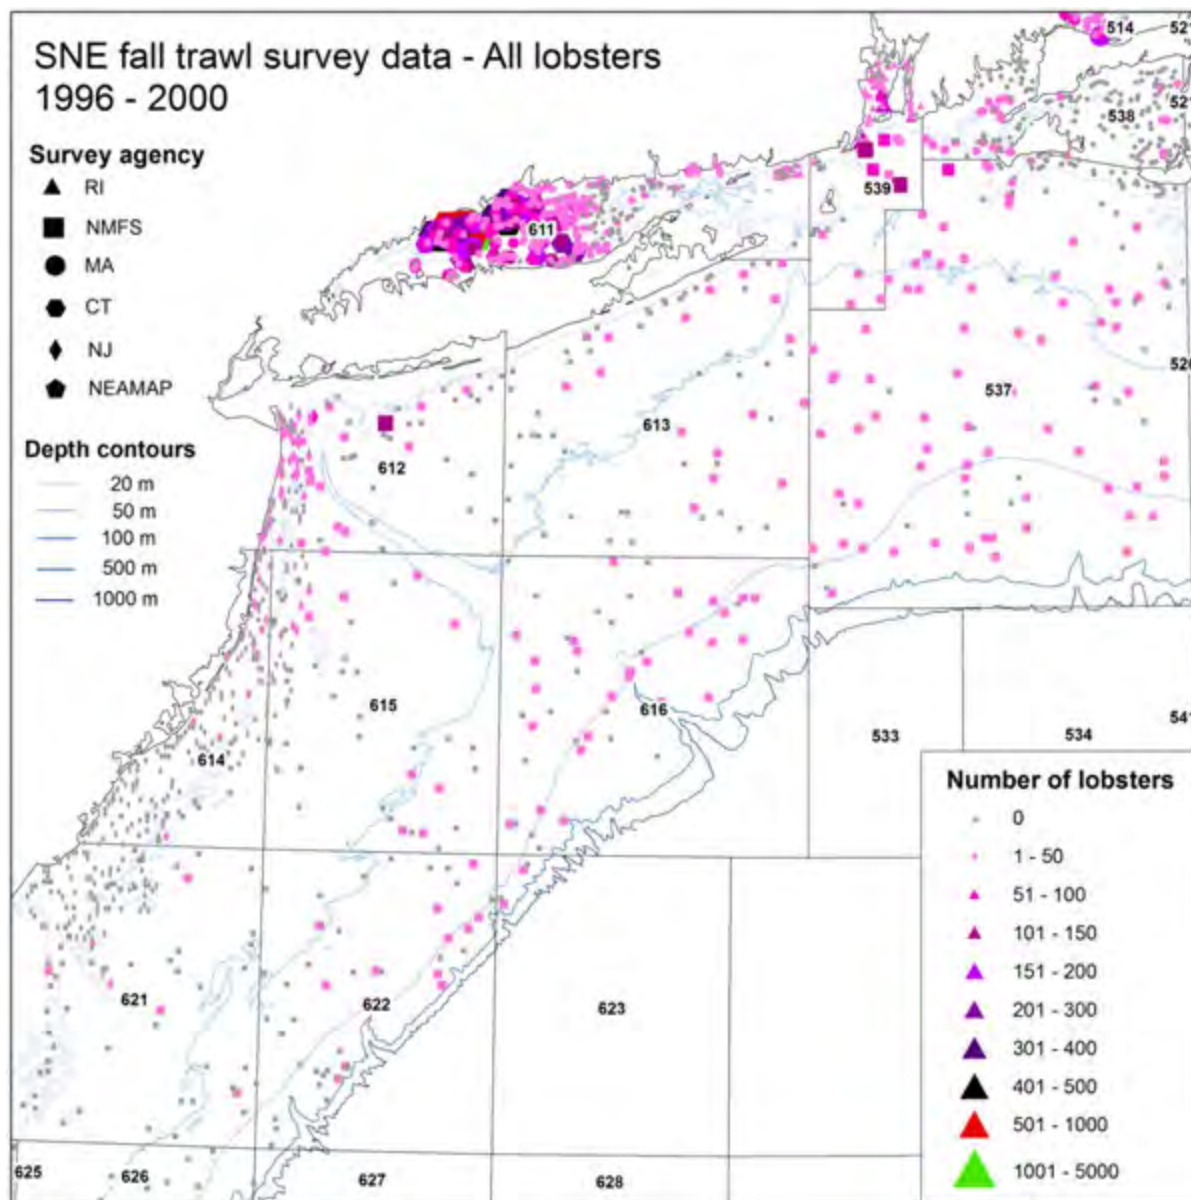 SNE fall trawl survey data - All lobsters
1996 - 2000
Survey agency
RI
NMFS
MA
CT
NJ
NEAMAP
Depth contours
20 m
50 m
100 m
500 m
1000 m
514
538
539
611
537
613
612
615
616
614
533
534
621
622
623
625
626
627
628
Number of lobsters
0
1 - 50
51 - 100
101 - 150
151 - 200
201 - 300
301 - 400
401 - 500
501 - 1000
1001 - 5000